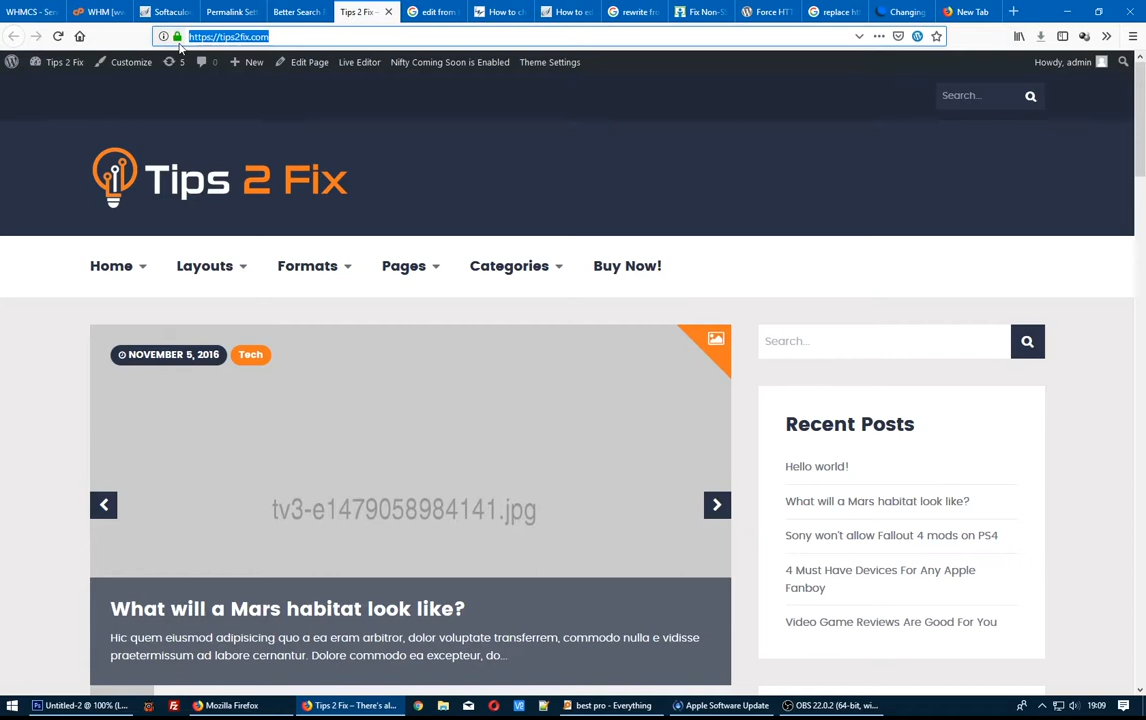 WHMCS - Ser
WHM [ww
Softaculou
Permalink Sett
Better Search R
Tips 2 Fix –
edit from
How to ch
How to ed
rewrite fro
Fix Non-SS
Force HTT
replace ht
Changing
New Tab
https://tips2fix.com
Tips 2 Fix
Customize
5
0
New
Edit Page
Live Editor
Nifty Coming Soon is Enabled
Theme Settings
Howdy, admin
Search...
Tips 2 Fix
Home
Layouts
Formats
Pages
Categories
Buy Now!
NOVEMBER 5, 2016
Tech
Search...
tv3-e1479058984141.jpg
What will a Mars habitat look like?
Hic quem eiusmod adipisicing quo a ea eram arbitror, dolor voluptate transferrem, commodo nulla e vidisse
praetermissum ad labore cernantur. Dolore commodo ea excepteur, do...
Recent Posts
Hello world!
What will a Mars habitat look like?
Sony won't allow Fallout 4 mods on PS4
4 Must Have Devices For Any Apple
Fanboy
Video Game Reviews Are Good For You
Untitled-2 @ 100% (L...
Mozilla Firefox
Tips 2 Fix – There's al...
best pro - Everything
Apple Software Update
OBS 22.0.2 (64-bit, wi...
19:09